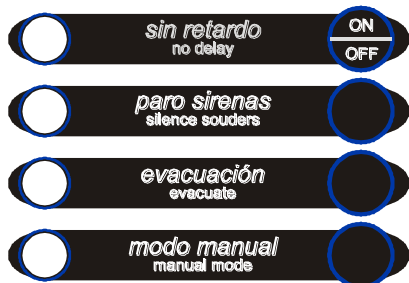 sin retardo
no delay
ON
OFF
paro sirenas
silence souders
evacuación
evacuate
modo manual
manual mode